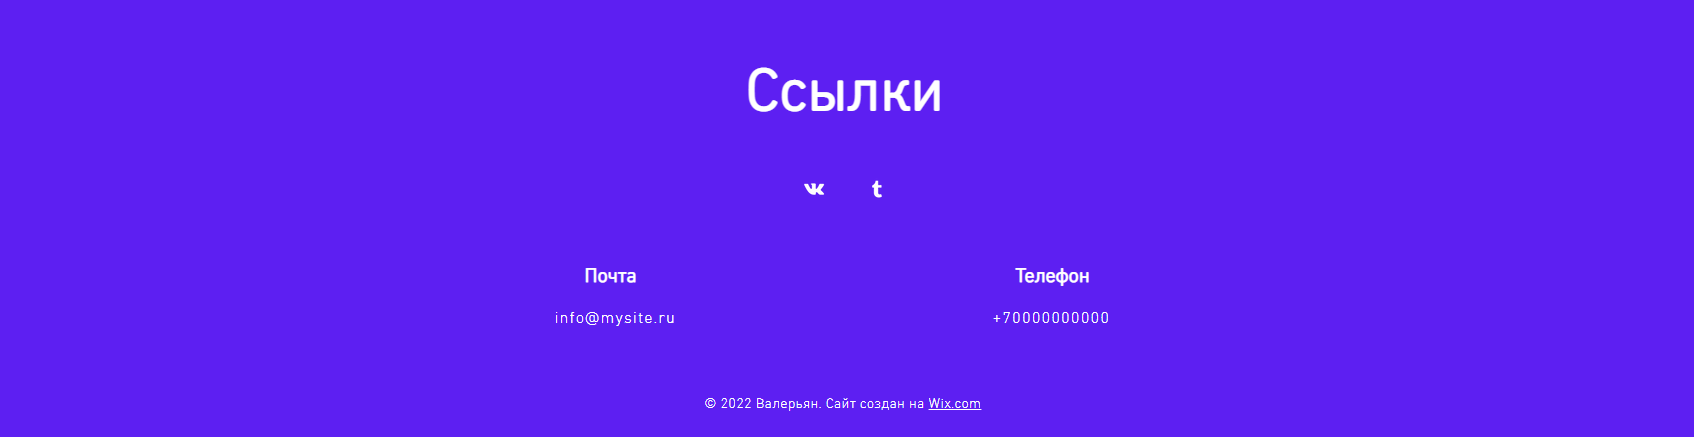 Ссылки
Почта
Телефон
info@mysite.ru
+70000000000
© 2022 Валерьян. Сайт создан на Wix.com